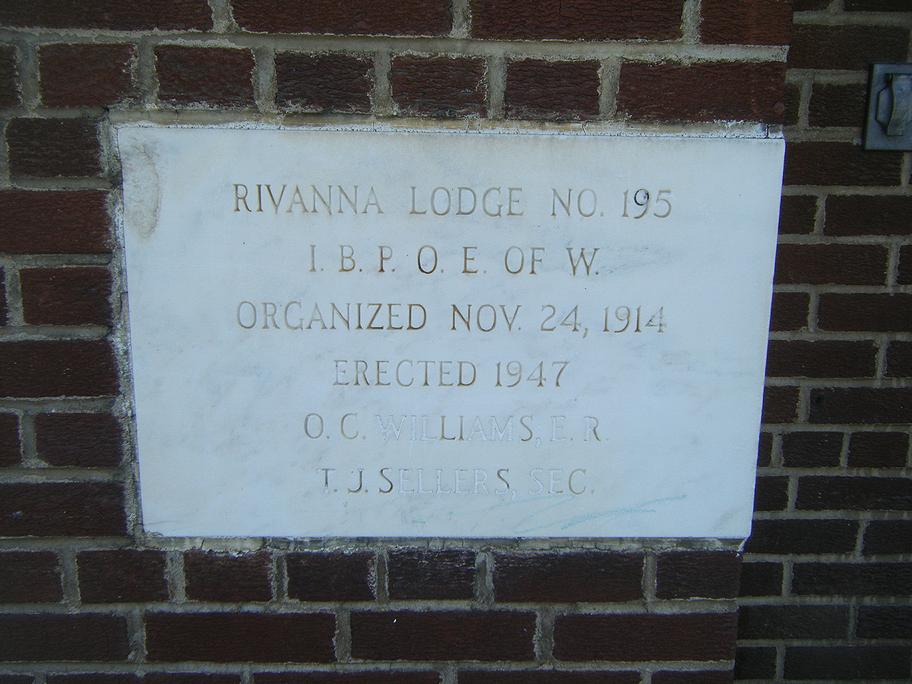 RIVANNA LODGE NO. 195
I. B. P. O. E. OF W.
ORGANIZED NOV. 24, 1914
ERECTED 1947
O. C. WILLIAMS, E. R.
T. J. SELLERS, SEC.